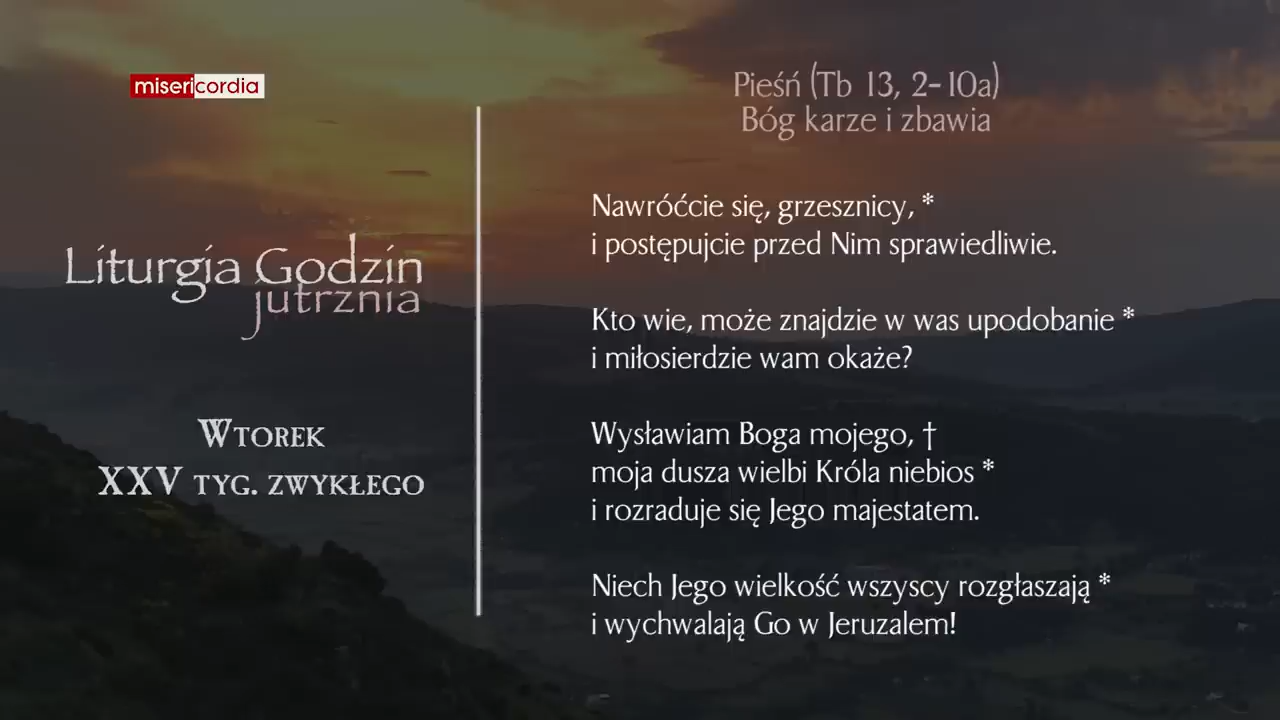 misericordia
Liturgia Godzin
jutrznia
Wtorek
XXV tyg. zwykłego
Pieśń (Tb 13, 2-10a)
Bóg karze i zbawia
Nawróćcie się, grzesznicy, *
i postępujcie przed Nim sprawiedliwie.
Kto wie, może znajdzie w was upodobanie *
i miłosierdzie wam okaże?
Wysławiam Boga mojego, †
moja dusza wielbi Króla niebios *
i rozraduje się Jego majestatem.
Niech Jego wielkość wszyscy rozgłaszają *
i wychwalają Go w Jeruzalem!